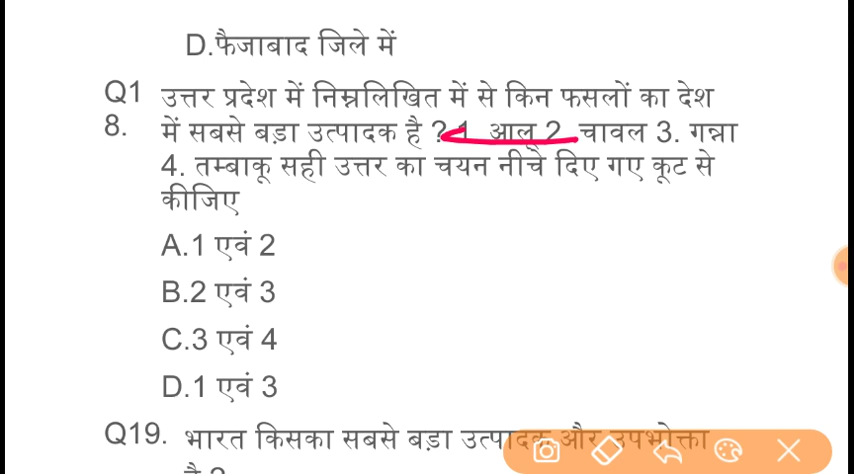 D.फैजाबाद जिले में
Q1 उत्तर प्रदेश में निम्नलिखित में से किन फसलों का देश
8. में सबसे बड़ा उत्पादक है ? 1. आलू 2. चावल 3. गन्ना
4. तम्बाकू सही उत्तर का चयन नीचे दिए गए कूट से
कीजिए
A.1 एवं 2
B.2 एवं 3
C.3 एवं 4
D.1 एवं 3
Q19. भारत किसका सबसे बड़ा उत्पादक और उपभोक्ता
है ?